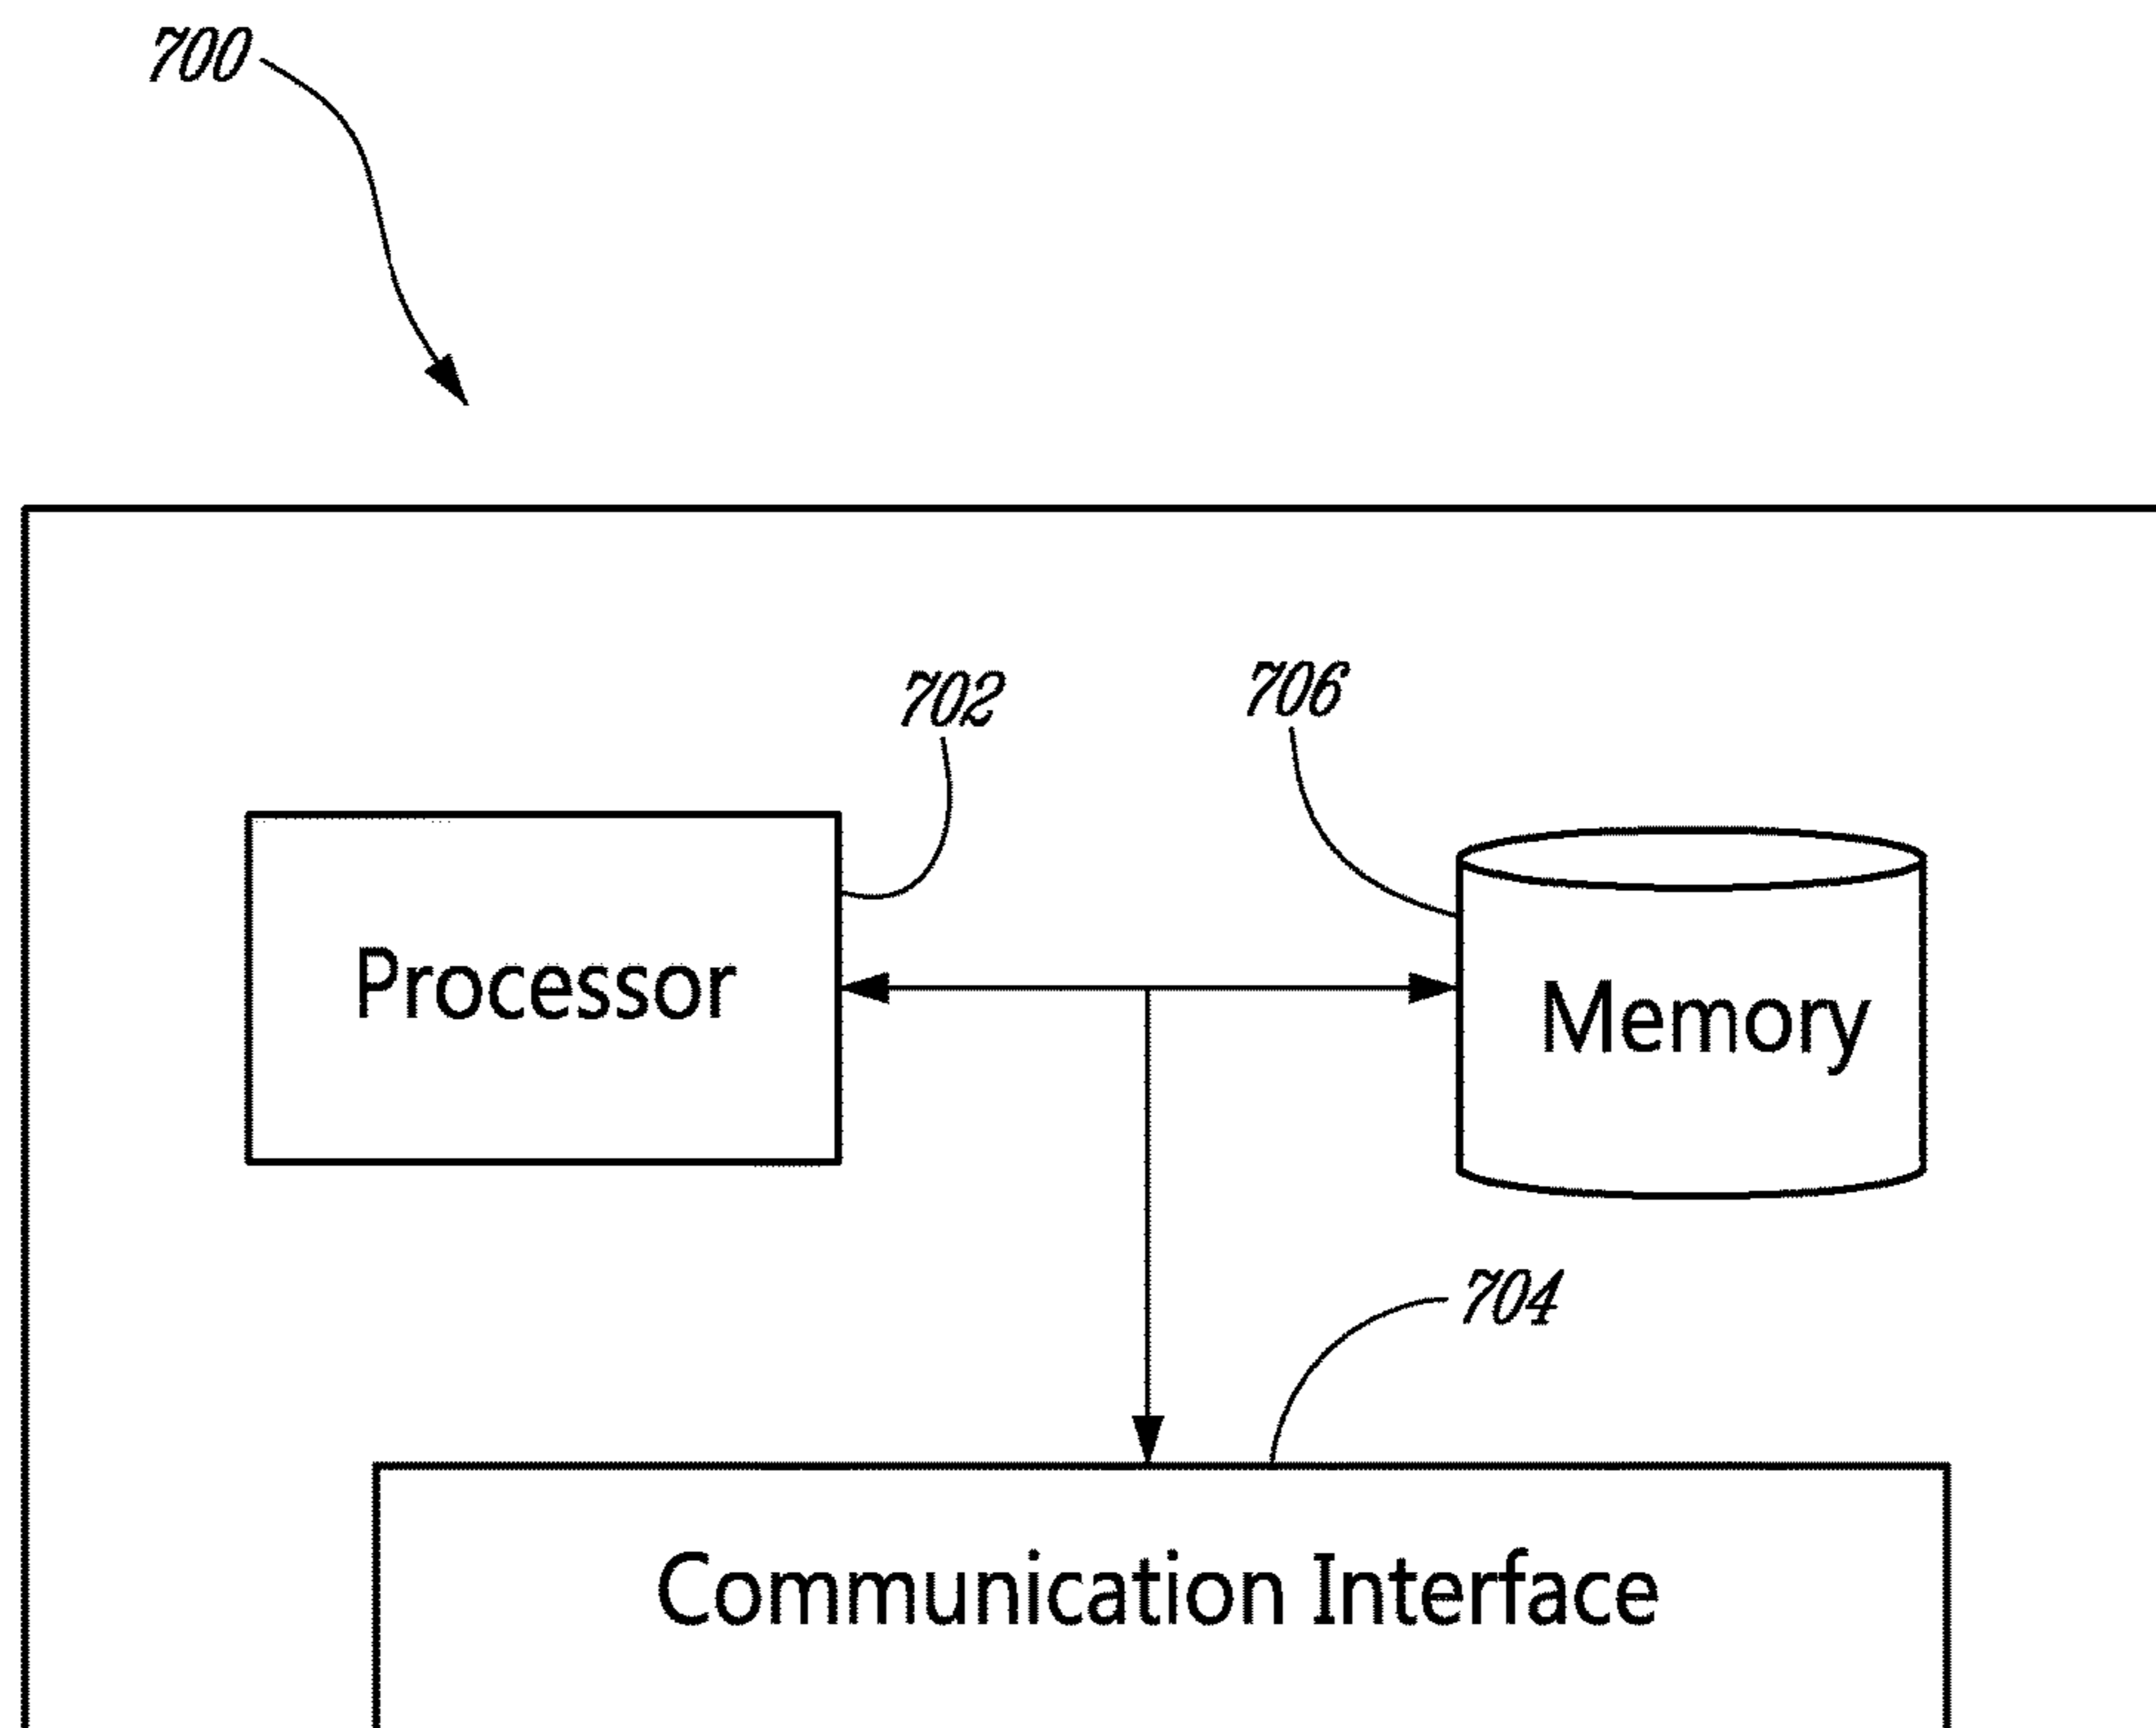 700
702
706
Processor
Memory
704
Communication Interface